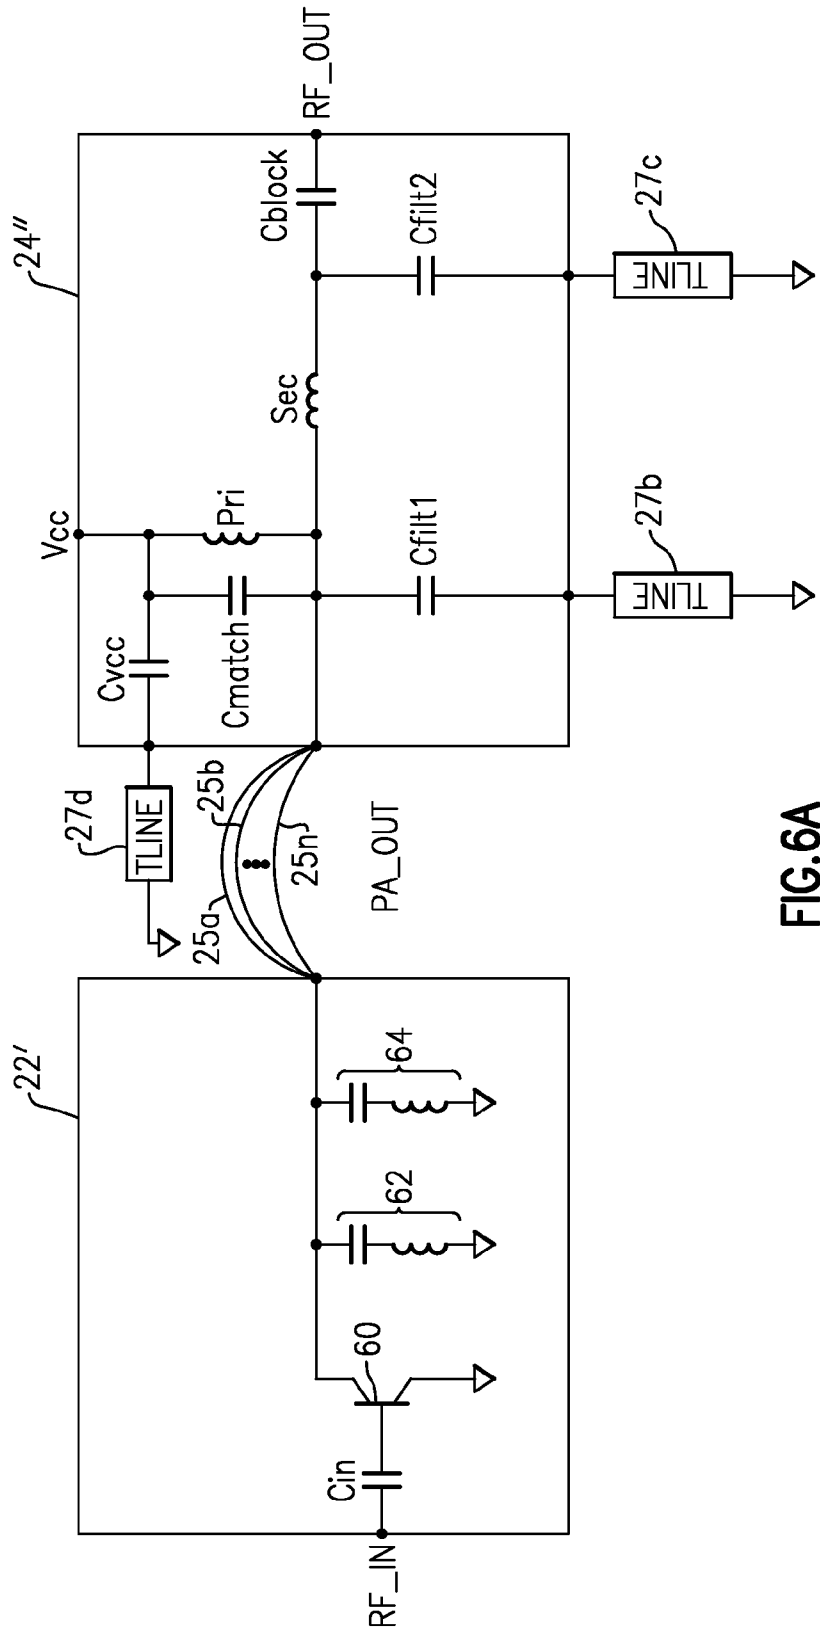 22'
RF_IN
Cin
60
62
64
25a
25b
25n
PA_OUT
27d
TLINE
24''
Vcc
Cvcc
Cmatch
Pri
Sec
Cblock
RF_OUT
Cfilt1
Cfilt2
TLINE
27b
TLINE
27c
FIG.6A